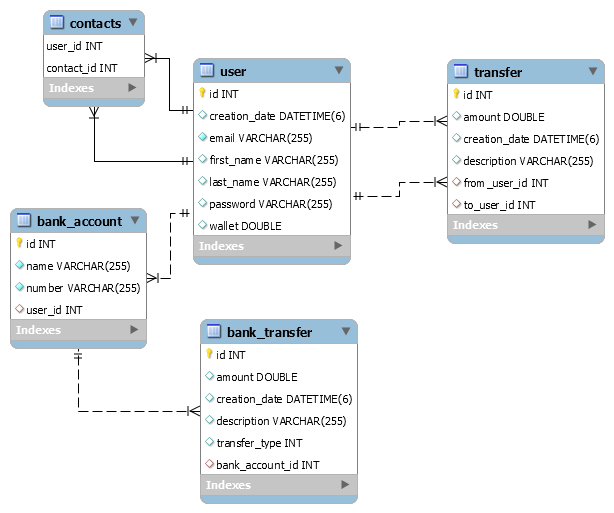 contacts
user_id INT
contact_id INT
Indexes
user
id INT
creation_date DATETIME(6)
email VARCHAR(255)
first_name VARCHAR(255)
last_name VARCHAR(255)
password VARCHAR(255)
wallet DOUBLE
Indexes
transfer
id INT
amount DOUBLE
creation_date DATETIME(6)
description VARCHAR(255)
from_user_id INT
to_user_id INT
Indexes
bank_account
id INT
name VARCHAR(255)
number VARCHAR(255)
user_id INT
Indexes
bank_transfer
id INT
amount DOUBLE
creation_date DATETIME(6)
description VARCHAR(255)
transfer_type INT
bank_account_id INT
Indexes